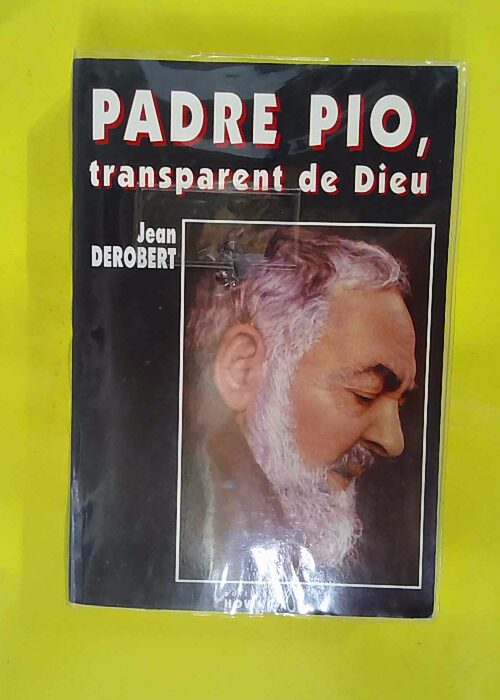 PADRE PIO,
transparent de Dieu
Jean
DEROBERT